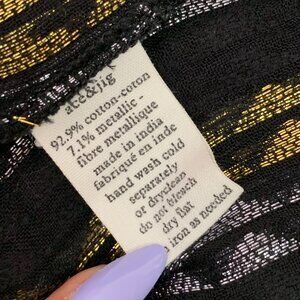 ace&jig
92.9% cotton-coton
7.1% metallic -
fibre metallique
made in india
fabriqué en inde
hand wash cold
separately
or dryclean
do not bleach
dry flat
iron as needed